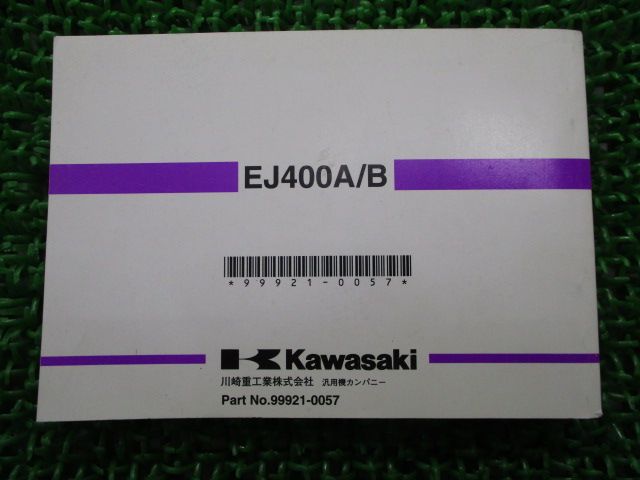 EJ400A/B
*99921-0057*
Kawasaki
川崎重工業株式会社 汎用機カンパニー
Part No.99921-0057